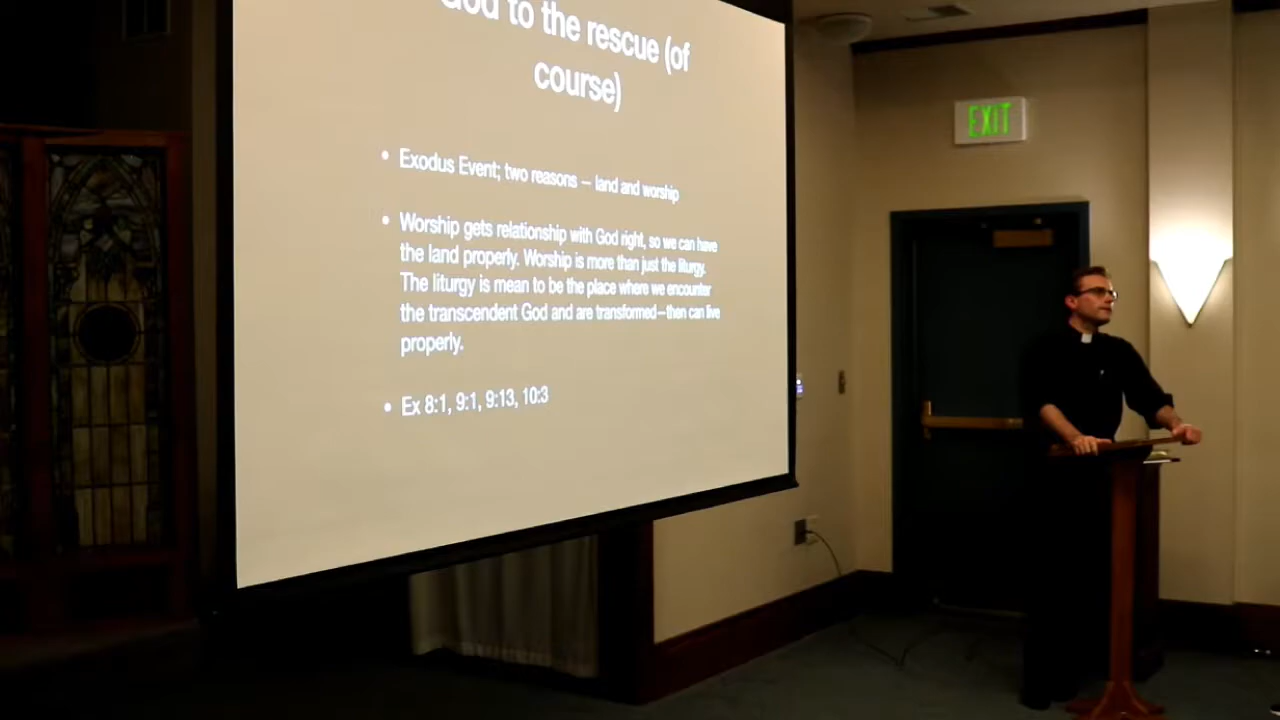 God to the rescue (of
course)
• Exodus Event; two reasons – land and worship
• Worship gets relationship with God right, so we can have
the land properly. Worship is more than just the liturgy.
The liturgy is mean to be the place where we encounter
the transcendent God and are transformed—then can live
properly.
• Ex 8:1, 9:1, 9:13, 10:3
EXIT